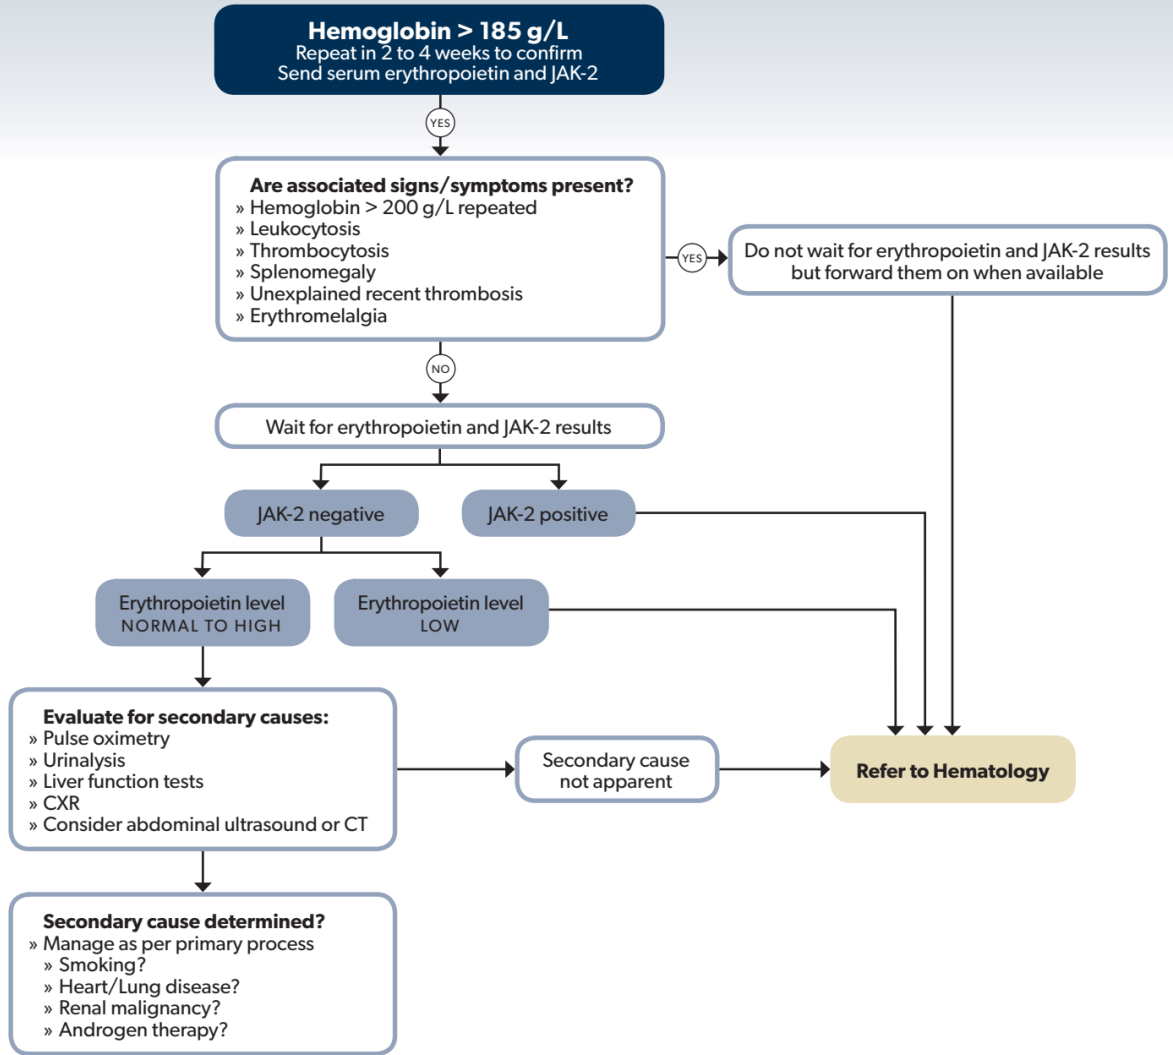 Hemoglobin > 185 g/L
Repeat in 2 to 4 weeks to confirm
Send serum erythropoietin and JAK-2
YES
Are associated signs/symptoms present?
» Hemoglobin > 200 g/L repeated
» Leukocytosis
» Thrombocytosis
» Splenomegaly
» Unexplained recent thrombosis
» Erythromelalgia
YES
Do not wait for erythropoietin and JAK-2 results
but forward them on when available
NO
Wait for erythropoietin and JAK-2 results
JAK-2 negative
JAK-2 positive
Erythropoietin level
NORMAL TO HIGH
Erythropoietin level
LOW
Evaluate for secondary causes:
» Pulse oximetry
» Urinalysis
» Liver function tests
» CXR
» Consider abdominal ultrasound or CT
Secondary cause
not apparent
Refer to Hematology
Secondary cause determined?
» Manage as per primary process
» Smoking?
» Heart/Lung disease?
» Renal malignancy?
» Androgen therapy?